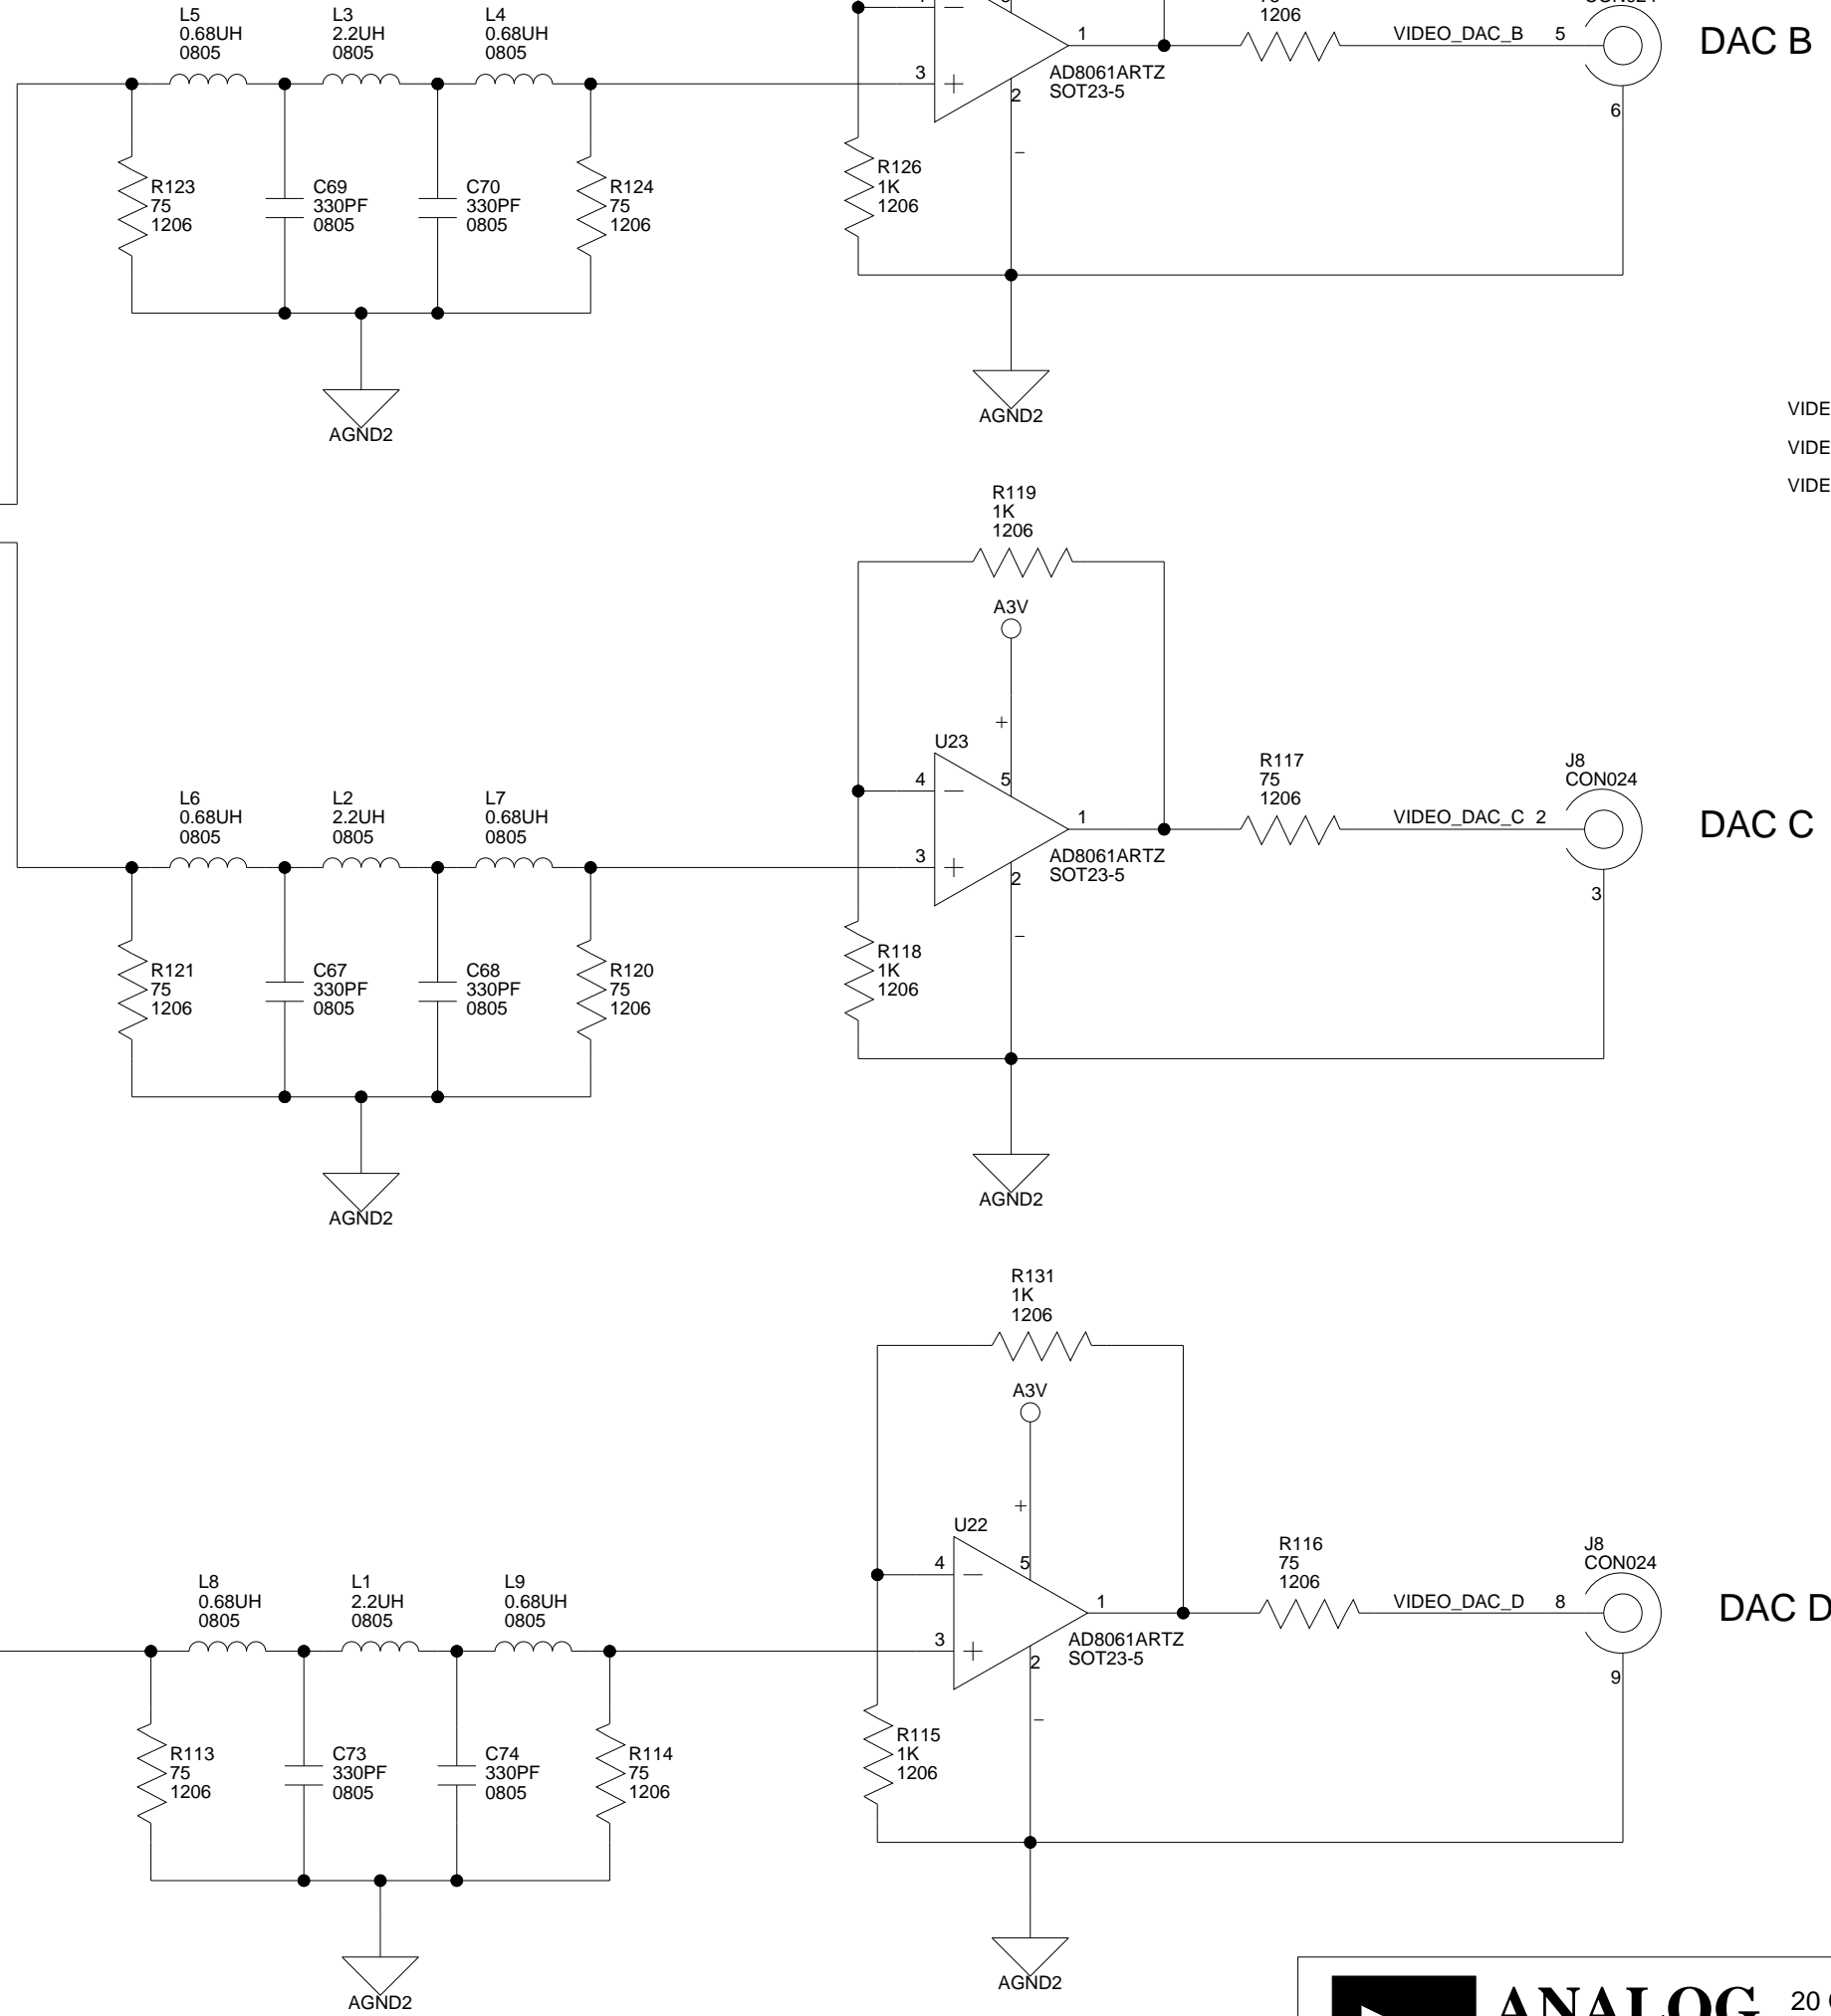 L5
0.68UH
0805
L3
2.2UH
0805
L4
0.68UH
0805
1206
1
3
2
AD8061ARTZ
SOT23-5
VIDEO_DAC_B 5
6
DAC B
R123
75
1206
C69
330PF
0805
C70
330PF
0805
R124
75
1206
R126
1K
1206
AGND2
AGND2
VIDE
VIDE
VIDE
R119
1K
1206
A3V
+
U23
4
5
3
2
1
AD8061ARTZ
SOT23-5
R117
75
1206
VIDEO_DAC_C 2
J8
CON024
3
DAC C
L6
0.68UH
0805
L2
2.2UH
0805
L7
0.68UH
0805
R121
75
1206
C67
330PF
0805
C68
330PF
0805
R120
75
1206
R118
1K
1206
AGND2
AGND2
R131
1K
1206
A3V
+
U22
4
5
3
2
1
AD8061ARTZ
SOT23-5
R116
75
1206
VIDEO_DAC_D 8
J8
CON024
9
DAC D
L8
0.68UH
0805
L1
2.2UH
0805
L9
0.68UH
0805
R113
75
1206
C73
330PF
0805
C74
330PF
0805
R114
75
1206
R115
1K
1206
AGND2
AGND2
ANALOG
20